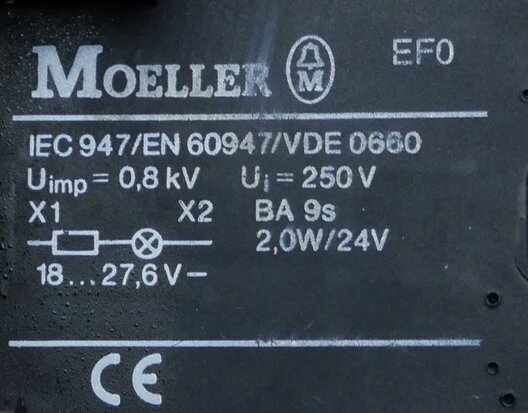 MOELLER M EF0
IEC 947/EN 60947/VDE 0660
Uimp = 0,8 kV Ui = 250 V
X1 X2 BA 9s
2,0W/24V
18...27,6 V –
CE